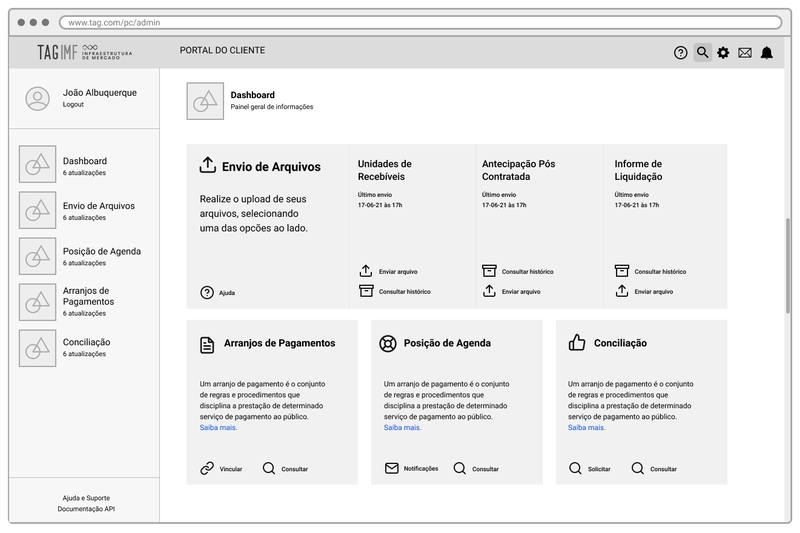 www.tag.com/pc/admin
TAG IMF INFRAESTRUTURA
DE MERCADO
PORTAL DO CLIENTE
João Albuquerque
Logout
Dashboard
6 atualizações
Envio de Arquivos
6 atualizações
Posição de Agenda
6 atualizações
Arranjos de
Pagamentos
6 atualizações
Conciliação
6 atualizações
Ajuda e Suporte
Documentação API
Dashboard
Painel geral de informações
Envio de Arquivos
Realize o upload de seus
arquivos, selecionando
uma das opcões ao lado.
Ajuda
Unidades de
Recebíveis
Último envio
17-06-21 às 17h
Enviar arquivo
Consultar histórico
Antecipação Pós
Contratada
Último envio
17-06-21 às 17h
Consultar histórico
Enviar arquivo
Informe de
Liquidação
Último envio
17-06-21 às 17h
Consultar histórico
Enviar arquivo
Arranjos de Pagamentos
Um arranjo de pagamento é o conjunto
de regras e procedimentos que
disciplina a prestação de determinado
serviço de pagamento ao público.
Saiba mais.
Vincular
Consultar
Posição de Agenda
Um arranjo de pagamento é o conjunto
de regras e procedimentos que
disciplina a prestação de determinado
serviço de pagamento ao público.
Saiba mais.
Notificações
Consultar
Conciliação
Um arranjo de pagamento é o conjunto
de regras e procedimentos que
disciplina a prestação de determinado
serviço de pagamento ao público.
Saiba mais.
Solicitar
Consultar